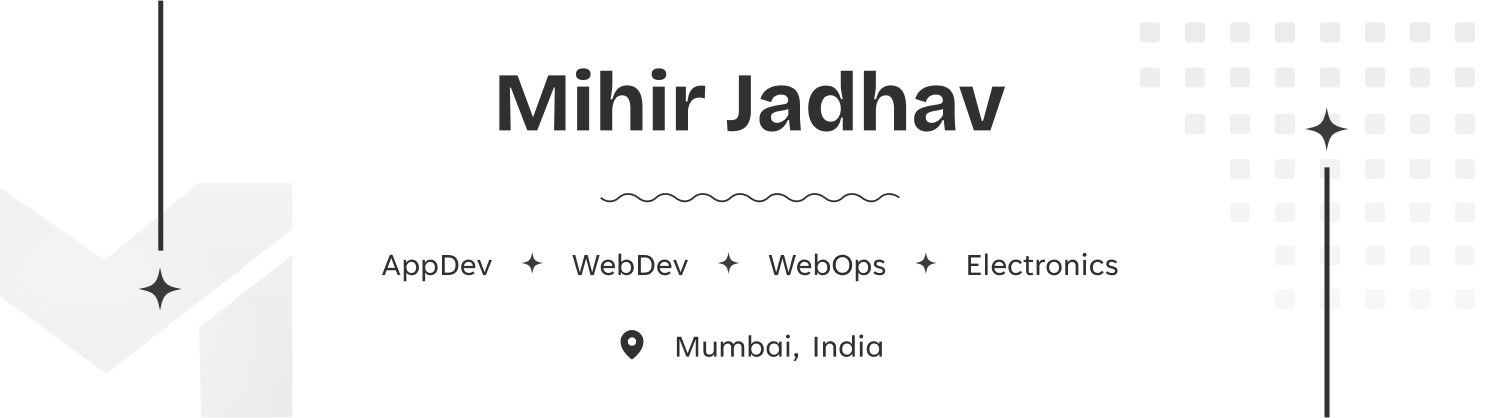 Mihir Jadhav
AppDev ✦ WebDev ✦ WebOps ✦ Electronics
Mumbai, India